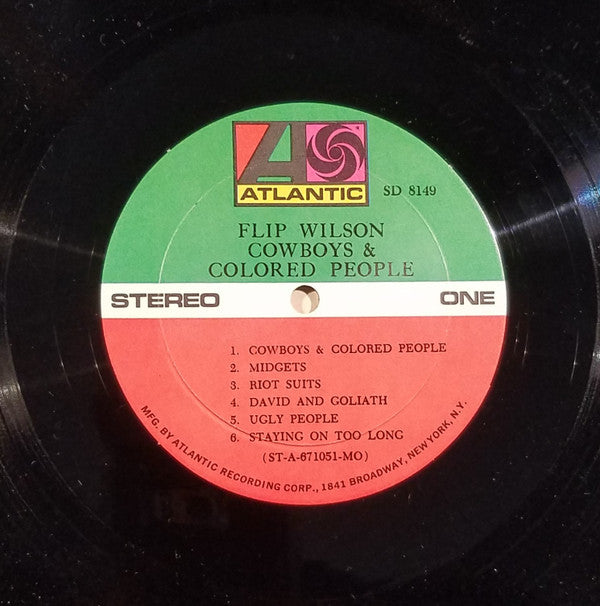 ATLANTIC
SD 8149
FLIP WILSON
COWBOYS &
COLORED PEOPLE
STEREO ONE
1. COWBOYS & COLORED PEOPLE
2. MIDGETS
3. RIOT SUITS
4. DAVID AND GOLIATH
5. UGLY PEOPLE
6. STAYING ON TOO LONG
(ST-A-671051-MO)
MFG. BY ATLANTIC RECORDING CORP., 1841 BROADWAY, NEW YORK, N.Y.